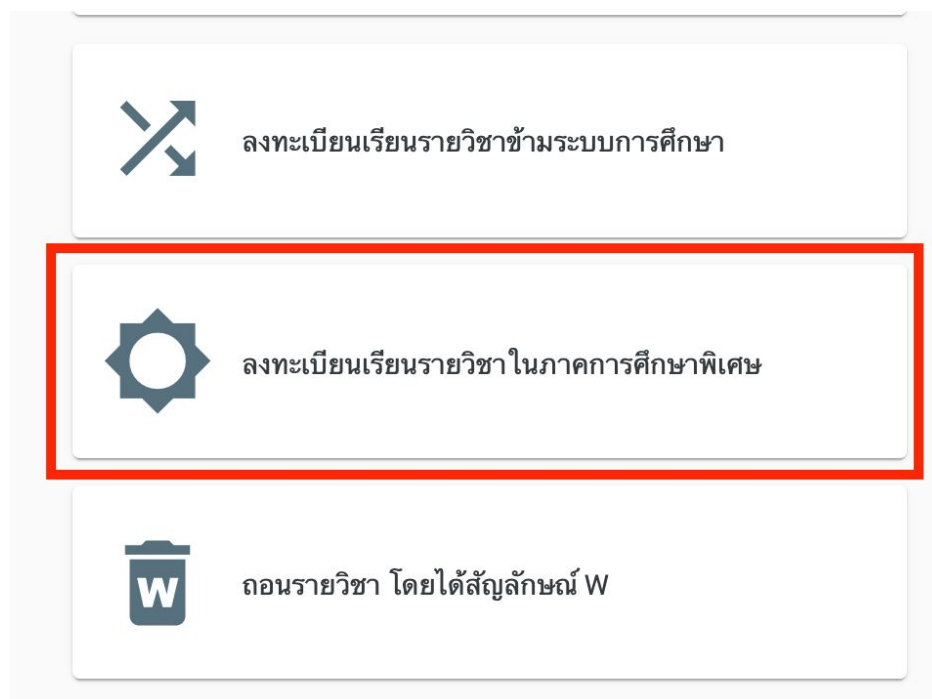 ลงทะเบียนเรียนรายวิชาข้ามระบบการศึกษา
ลงทะเบียนเรียนรายวิชาในภาคการศึกษาพิเศษ
W
ถอนรายวิชา โดยได้สัญลักษณ์ W